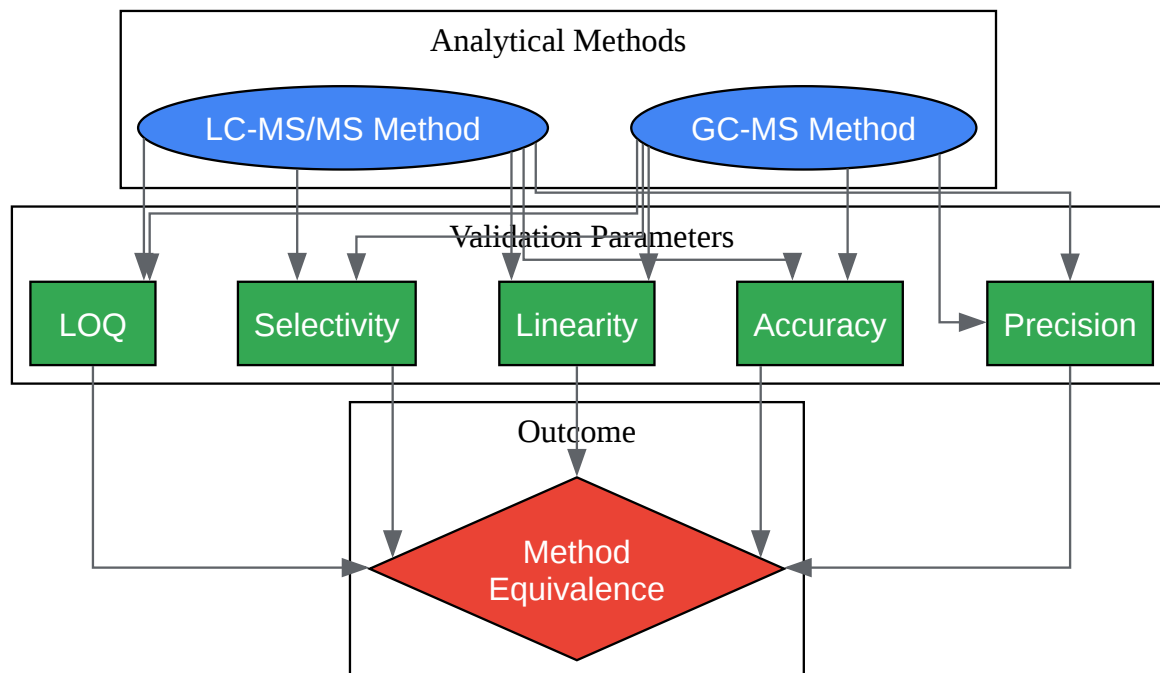 Analytical Methods
LC-MS/MS Method
GC-MS Method
Validation Parameters
LOQ
Selectivity
Linearity
Accuracy
Precision
Outcome
Method
Equivalence